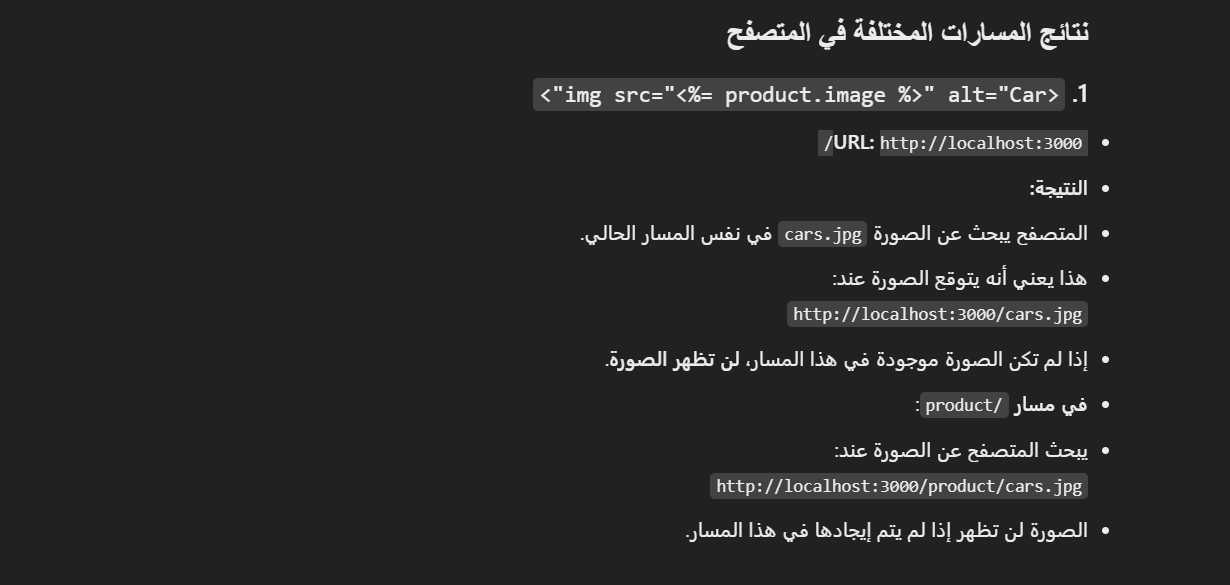 نتائج المسارات المختلفة في المتصفح
1. <img src="<%= product.image %>" alt="Car">
URL: http://localhost:3000/
النتيجة:
المتصفح يبحث عن الصورة cars.jpg في نفس المسار الحالي.
هذا يعني أنه يتوقع الصورة عند:
http://localhost:3000/cars.jpg
إذا لم تكن الصورة موجودة في هذا المسار، لن تظهر الصورة.
في مسار /product:
يبحث المتصفح عن الصورة عند:
http://localhost:3000/product/cars.jpg
الصورة لن تظهر إذا لم يتم إيجادها في هذا المسار.